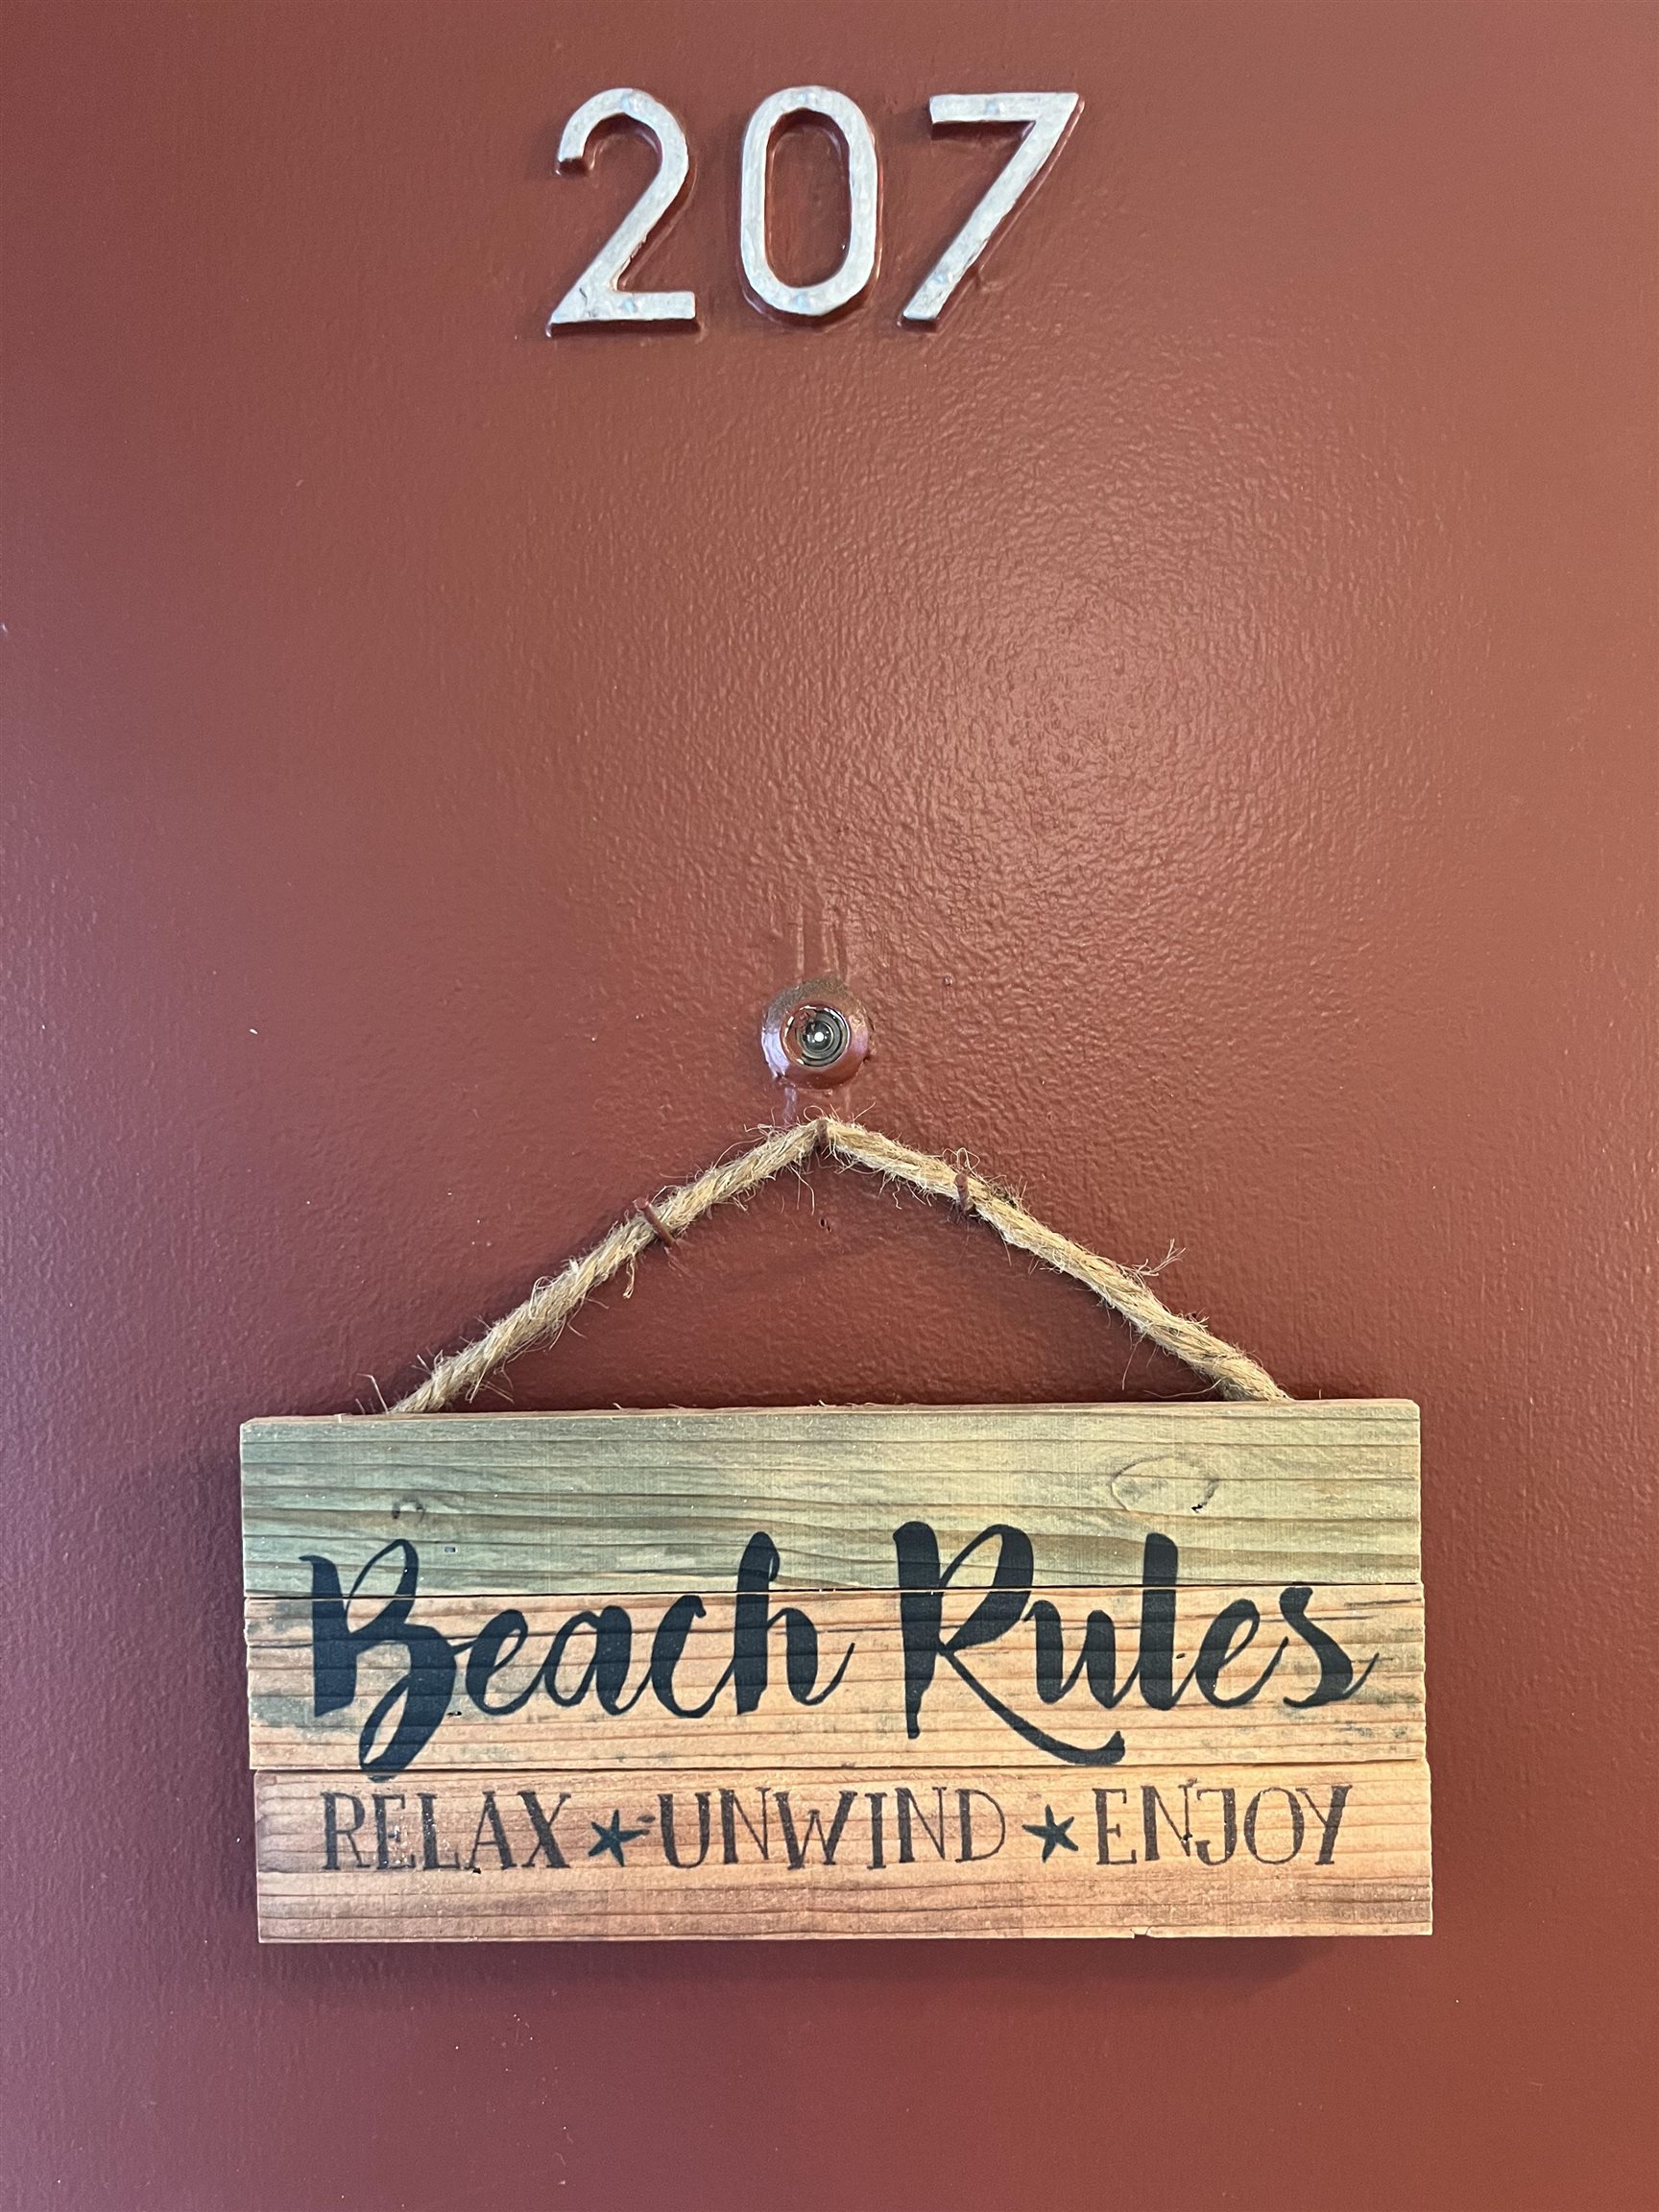 207
Beach Rules
RELAX ★ UNWIND ★ ENJOY